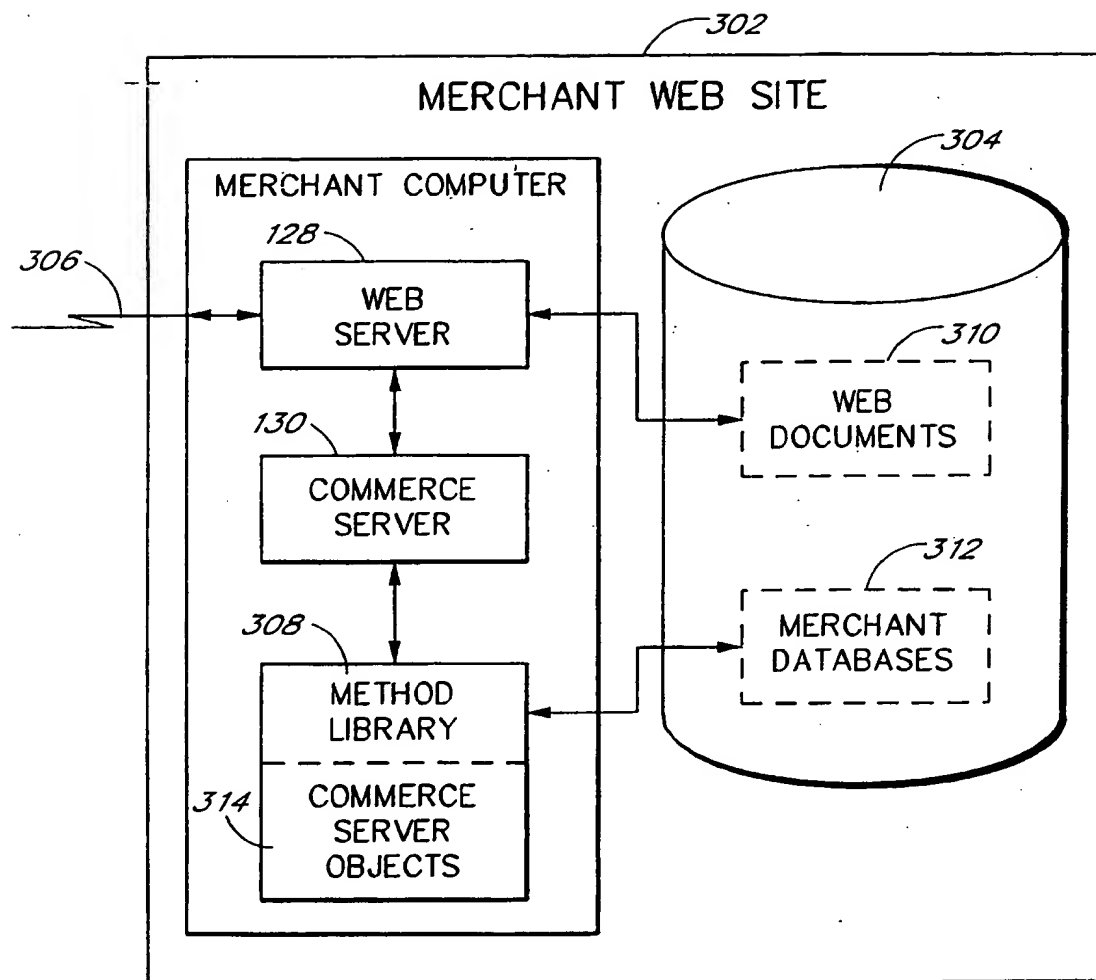 302
MERCHANT WEB SITE
304
MERCHANT COMPUTER
128
306
WEB
SERVER
310
WEB
DOCUMENTS
130
COMMERCE
SERVER
312
MERCHANT
DATABASES
308
METHOD
LIBRARY
314
COMMERCE
SERVER
OBJECTS